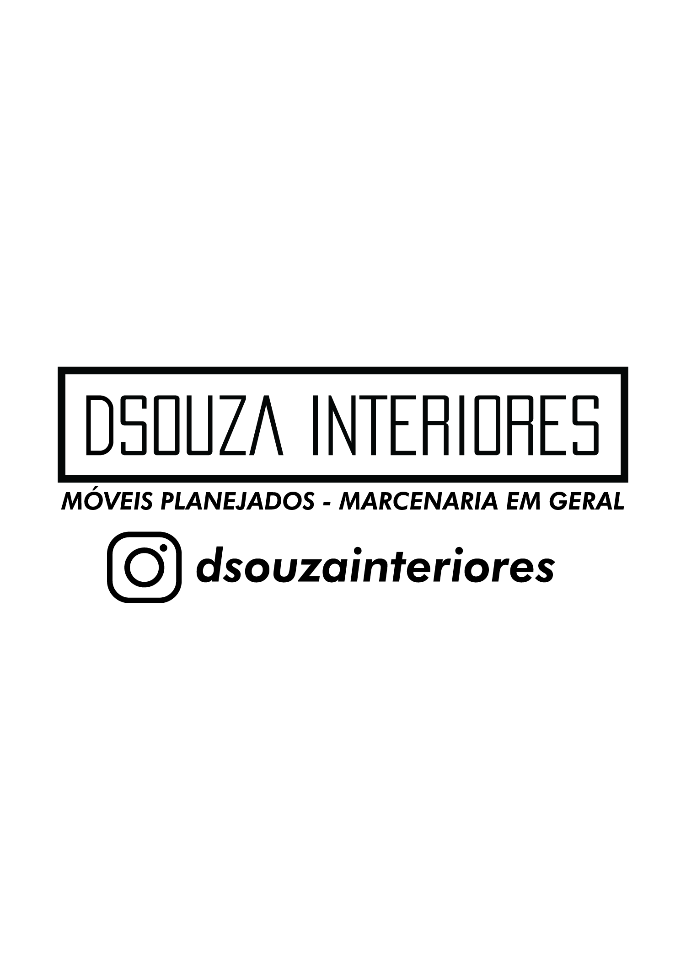 DSOUZA INTERIORES
MÓVEIS PLANEJADOS - MARCENARIA EM GERAL
dsouzainteriores